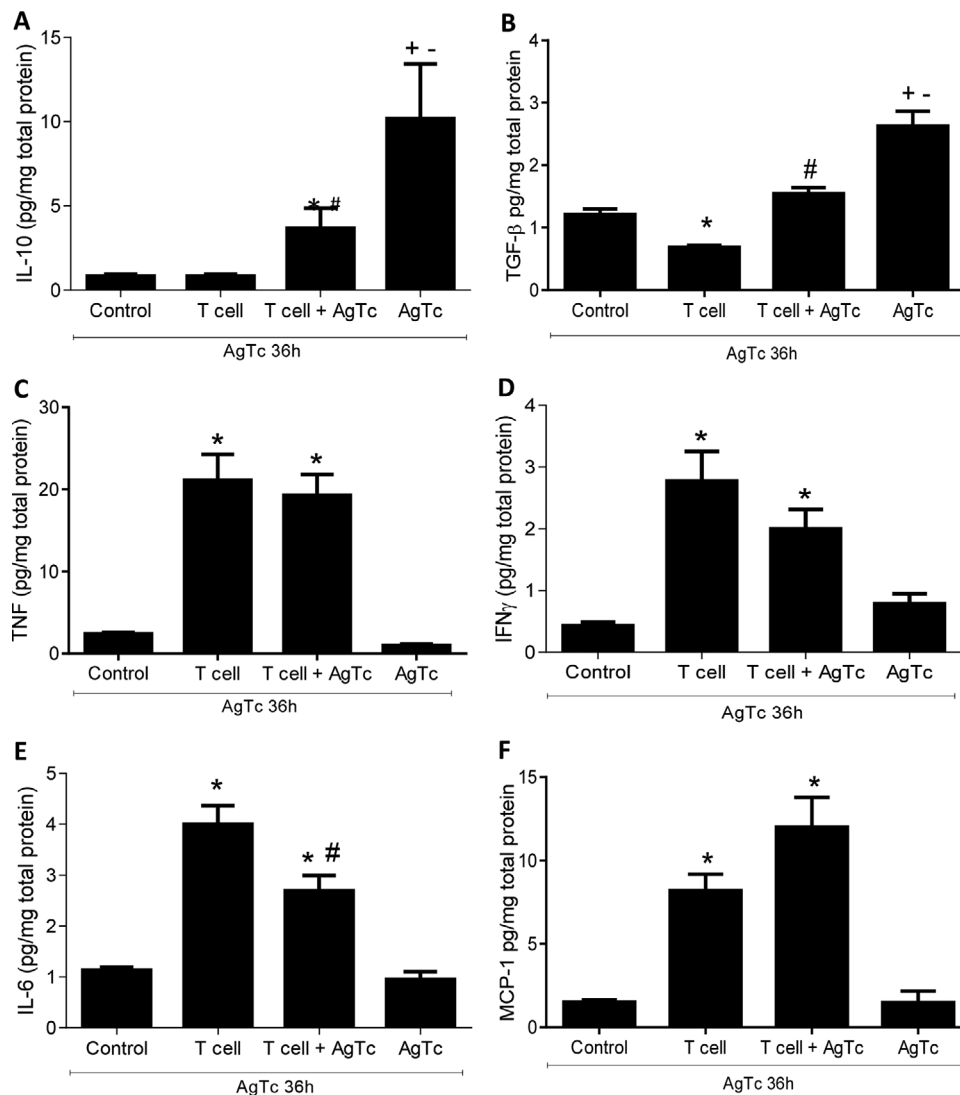 A
IL-10 (pg/mg total protein)
15
10
5
0
* #
+ -
Control T cell T cell + AgTc AgTc
AgTc 36h
B
TGF-β pg/mg total protein
4
3
2
1
0
*
#
+ -
Control T cell T cell + AgTc AgTc
AgTc 36h
C
TNF (pg/mg total protein)
30
20
10
0
*
*
Control T cell T cell + AgTc AgTc
AgTc 36h
D
IFNγ (pg/mg total protein)
4
3
2
1
0
*
*
Control T cell T cell + AgTc AgTc
AgTc 36h
E
IL-6 (pg/mg total protein)
5
4
3
2
1
0
*
* #
Control T cell T cell + AgTc AgTc
AgTc 36h
F
MCP-1 pg/mg total protein
15
10
5
0
*
*
Control T cell T cell + AgTc AgTc
AgTc 36h